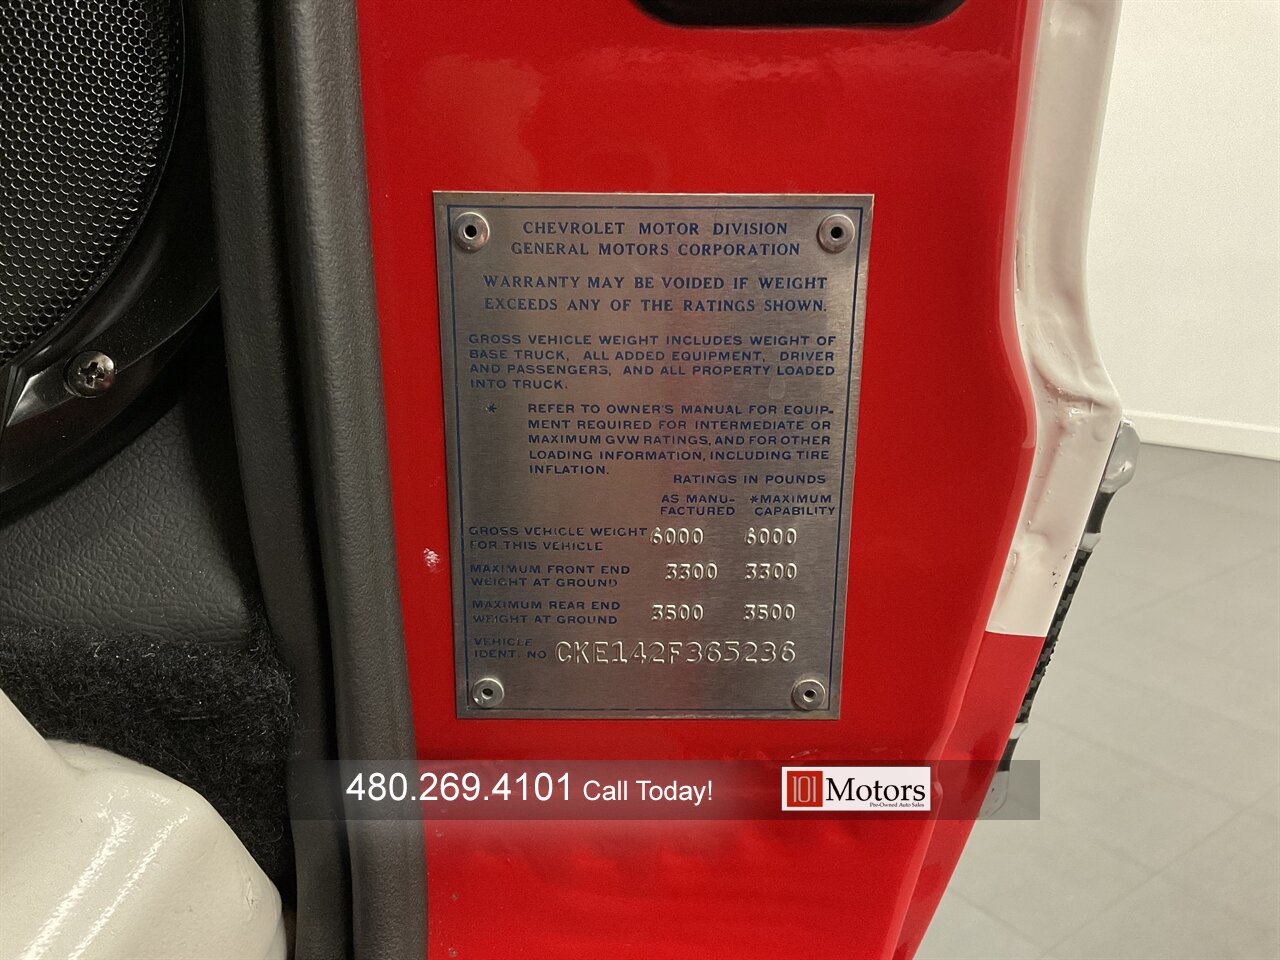 CHEVROLET MOTOR DIVISION
GENERAL MOTORS CORPORATION
WARRANTY MAY BE VOIDED IF WEIGHT
EXCEEDS ANY OF THE RATINGS SHOWN.
GROSS VEHICLE WEIGHT INCLUDES WEIGHT OF
BASE TRUCK, ALL ADDED EQUIPMENT, DRIVER
AND PASSENGERS, AND ALL PROPERTY LOADED
INTO TRUCK.
* REFER TO OWNER'S MANUAL FOR EQUIP-
MENT REQUIRED FOR INTERMEDIATE OR
MAXIMUM GVW RATINGS, AND FOR OTHER
LOADING INFORMATION, INCLUDING TIRE
INFLATION.
RATINGS IN POUNDS
AS MANU- *MAXIMUM
FACTURED CAPABILITY
GROSS VEHICLE WEIGHT 6000 6000
FOR THIS VEHICLE
MAXIMUM FRONT END 3300 3300
WEIGHT AT GROUND
MAXIMUM REAR END 3500 3500
WEIGHT AT GROUND
VEHICLE
IDENT. NO CKE142F365236
480.269.4101 Call Today!
101 Motors
Pre-Owned Auto Sales